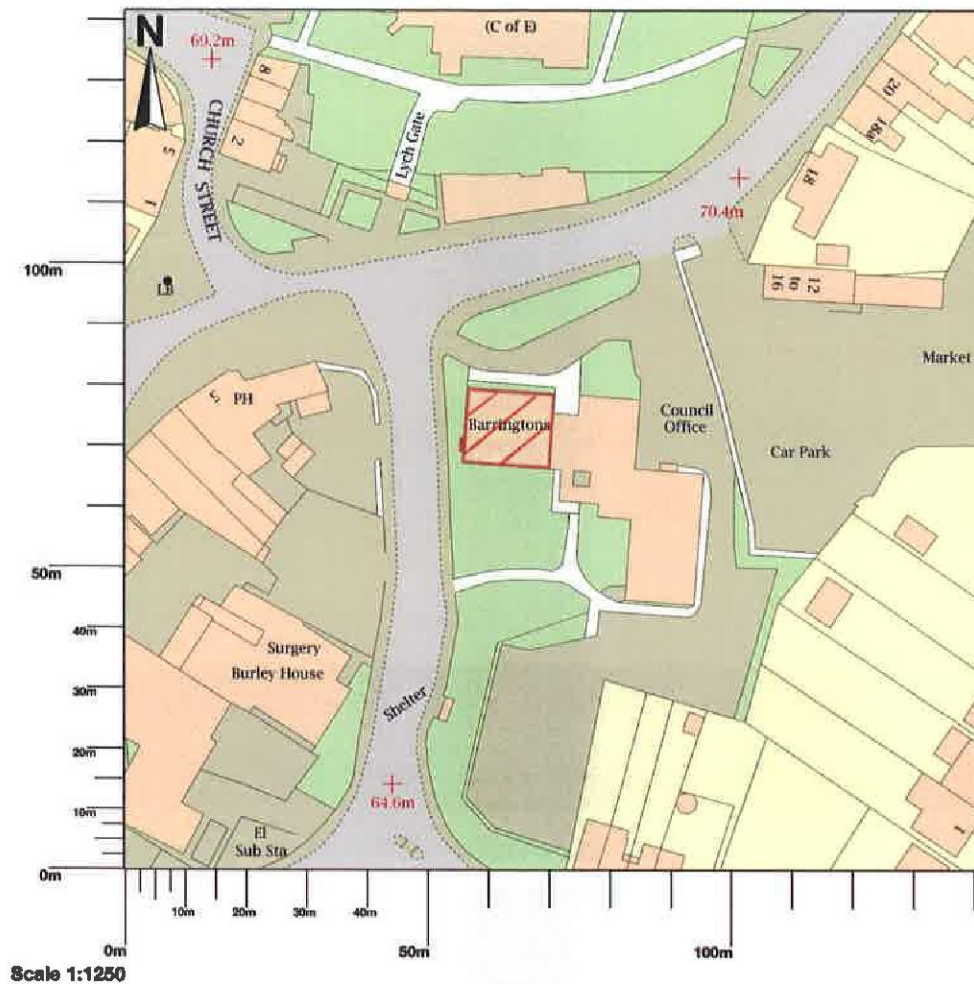 N
69.2m
(C of E)
8
2
CHURCH STREET
5
1
Lych Gate
20
18a
18
70.4m
100m
LB
12
to
16
Market
5
PH
Barringtons
Council
Office
Car Park
50m
40m
Surgery
Burley House
30m
Shelter
20m
64.6m
10m
El
Sub Sta
1
0m
10m
20m
30m
40m
0m
50m
100m
Scale 1:1250